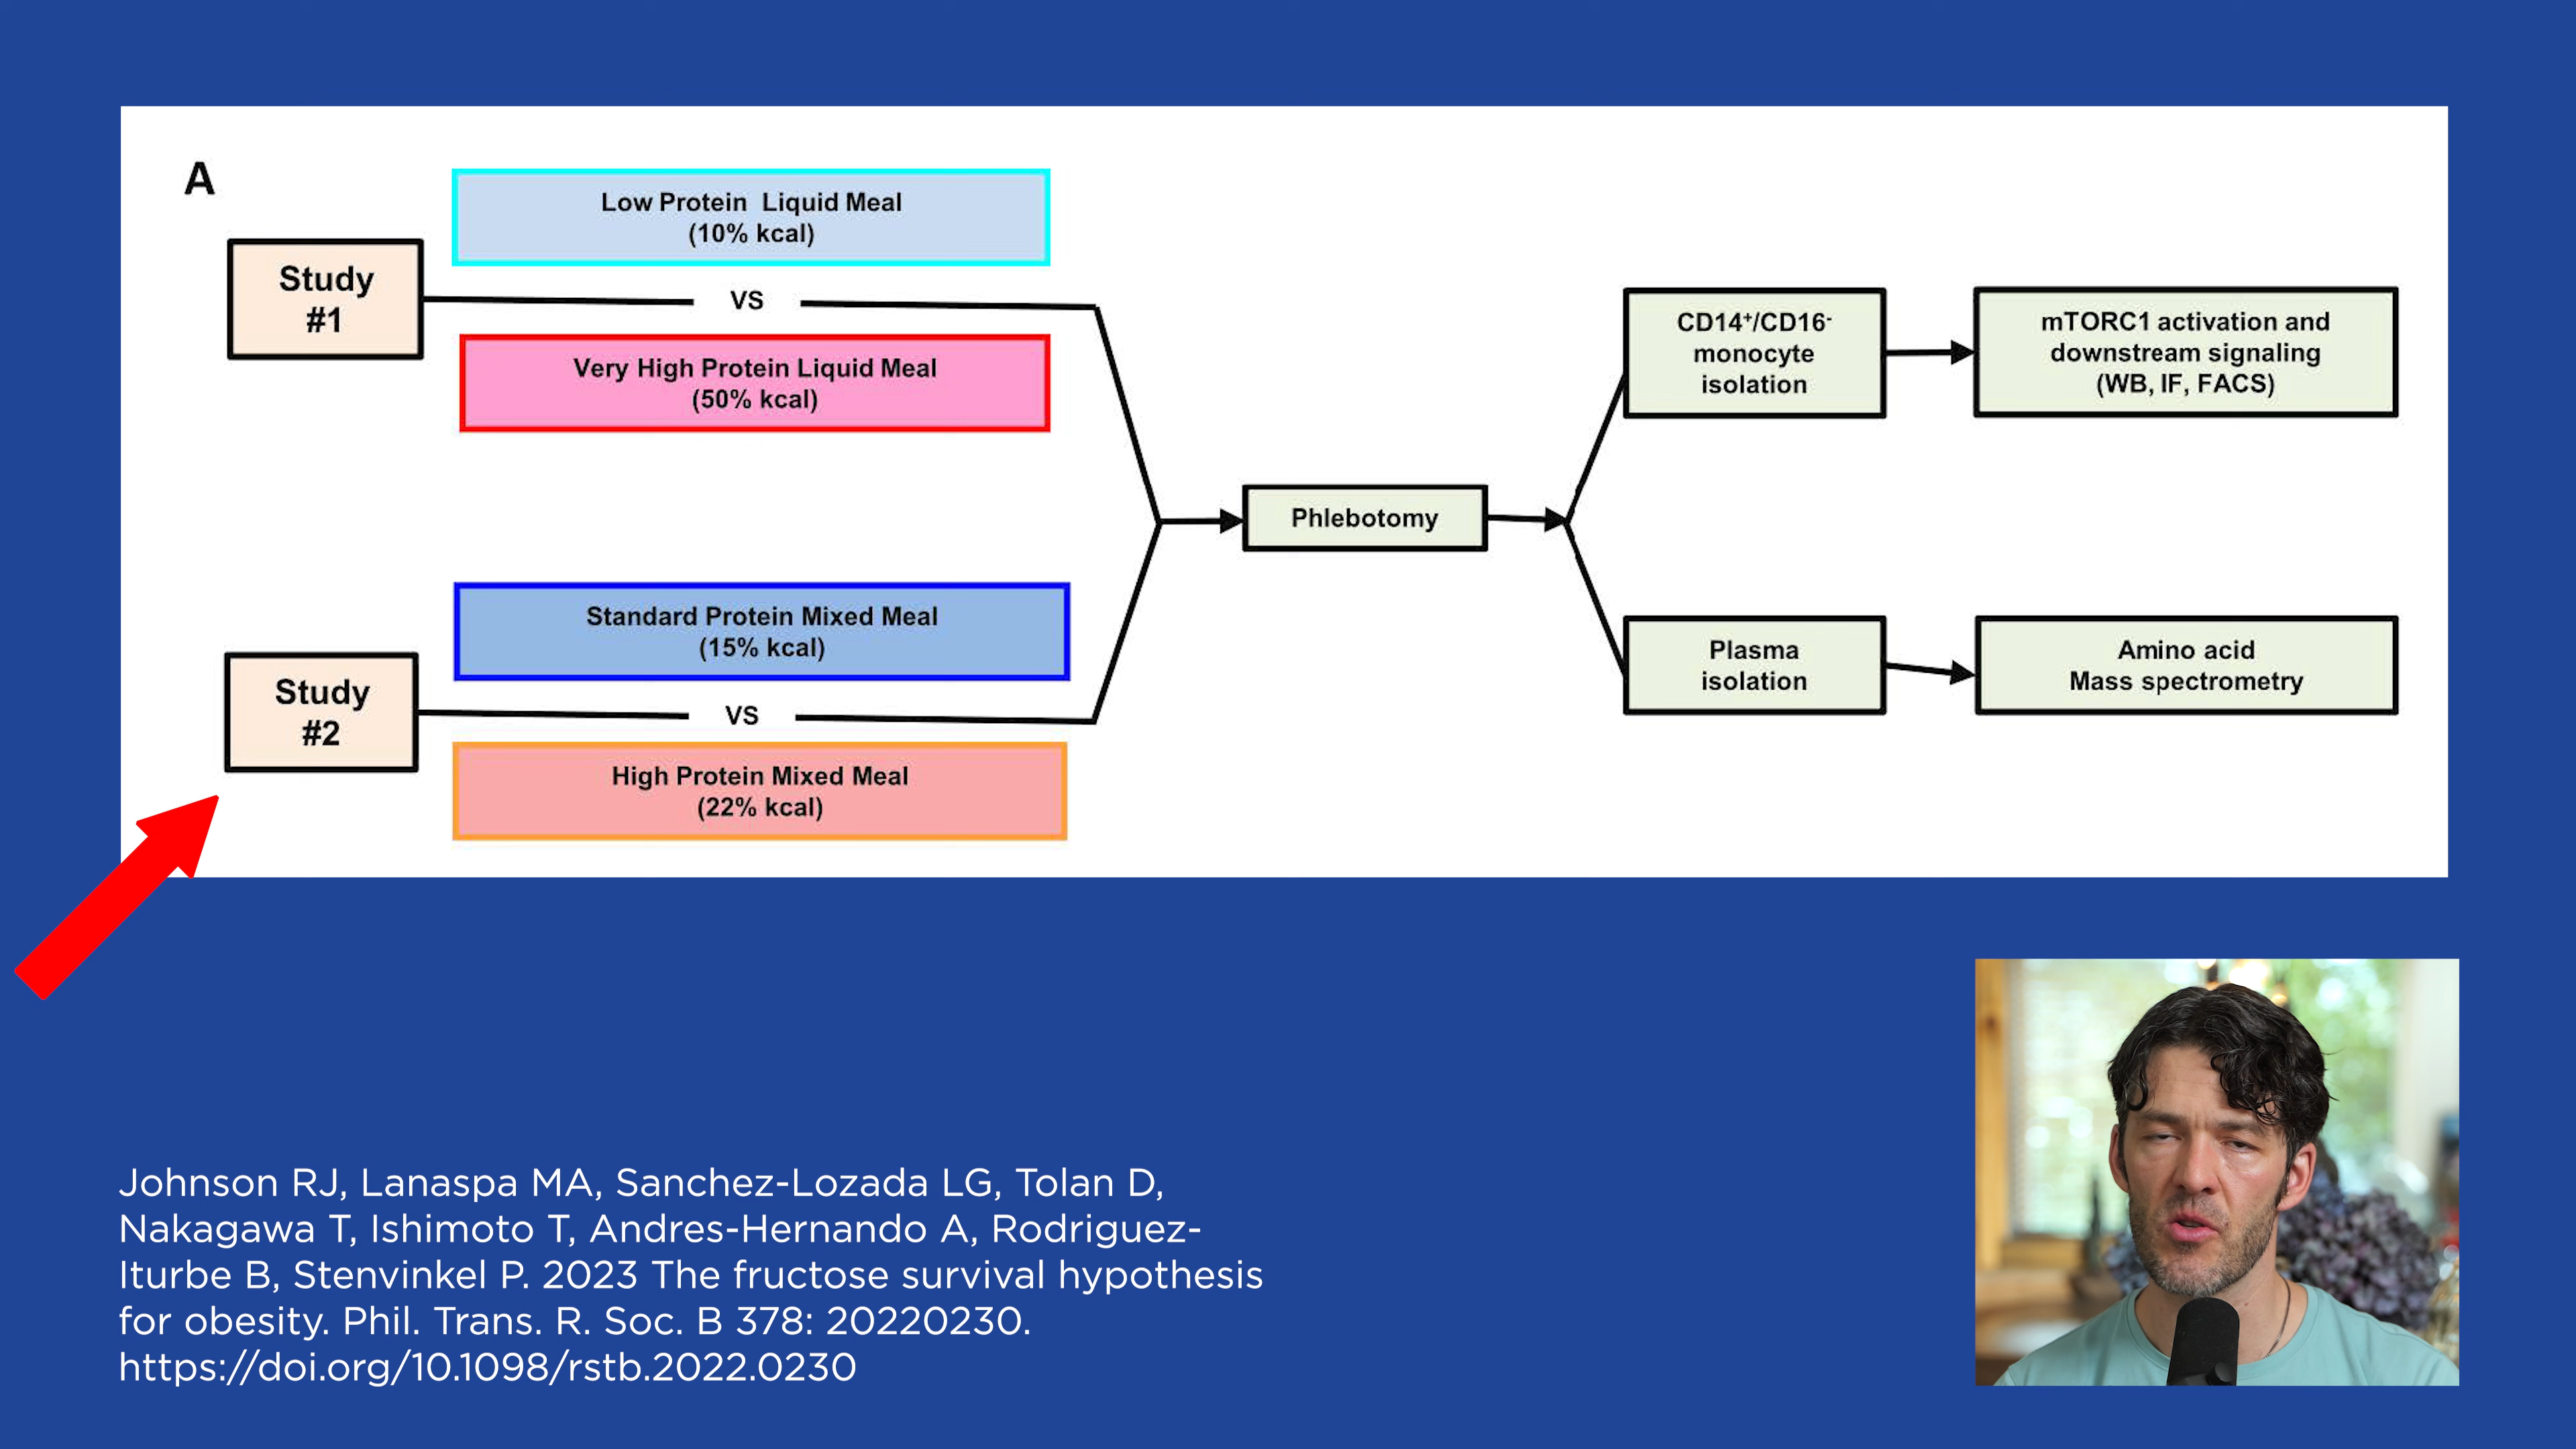 A
Low Protein Liquid Meal
(10% kcal)
Study
#1
VS
Very High Protein Liquid Meal
(50% kcal)
Standard Protein Mixed Meal
(15% kcal)
Study
#2
VS
High Protein Mixed Meal
(22% kcal)
Phlebotomy
CD14⁺/CD16⁻
monocyte
isolation
mTORC1 activation and
downstream signaling
(WB, IF, FACS)
Plasma
isolation
Amino acid
Mass spectrometry
Johnson RJ, Lanaspa MA, Sanchez-Lozada LG, Tolan D,
Nakagawa T, Ishimoto T, Andres-Hernando A, Rodriguez-
Iturbe B, Stenvinkel P. 2023 The fructose survival hypothesis
for obesity. Phil. Trans. R. Soc. B 378: 20220230.
https://doi.org/10.1098/rstb.2022.0230